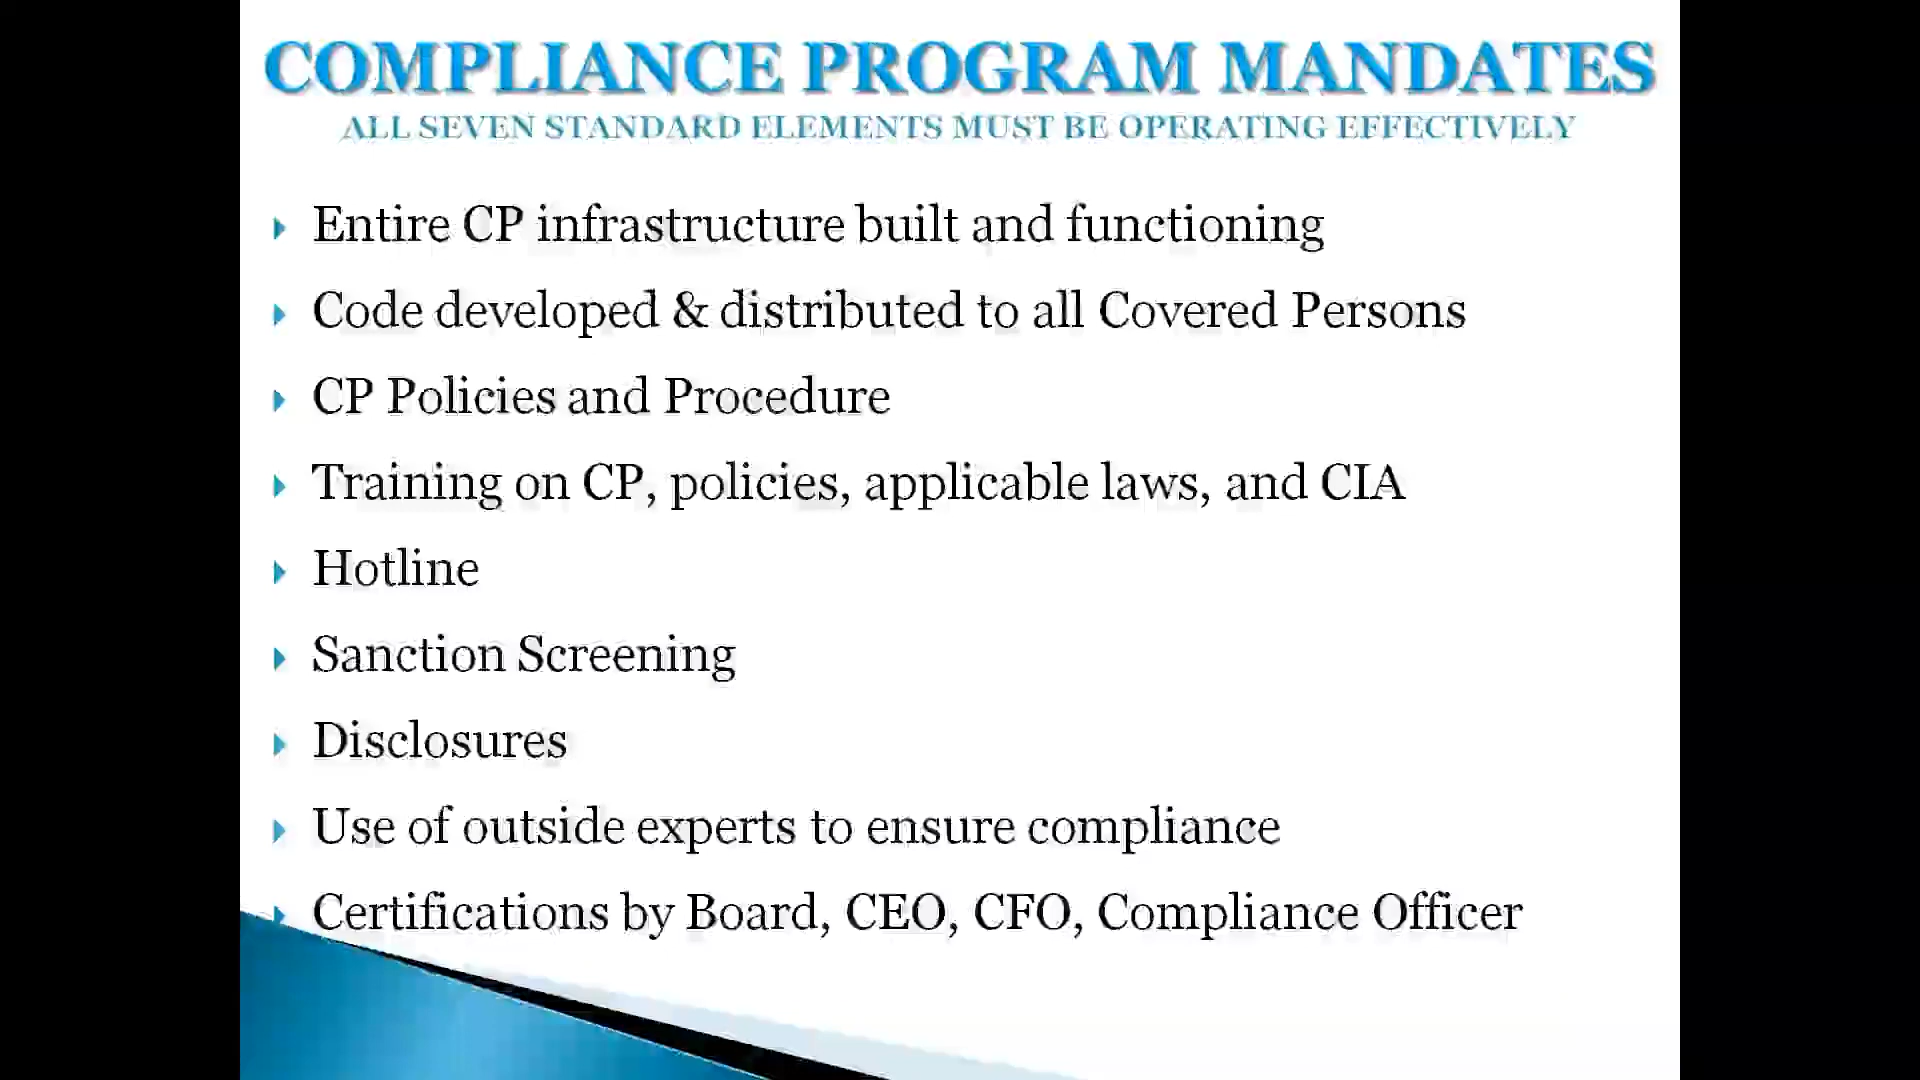 COMPLIANCE PROGRAM MANDATES
ALL SEVEN STANDARD ELEMENTS MUST BE OPERATING EFFECTIVELY
Entire CP infrastructure built and functioning
Code developed & distributed to all Covered Persons
CP Policies and Procedure
Training on CP, policies, applicable laws, and CIA
Hotline
Sanction Screening
Disclosures
Use of outside experts to ensure compliance
Certifications by Board, CEO, CFO, Compliance Officer